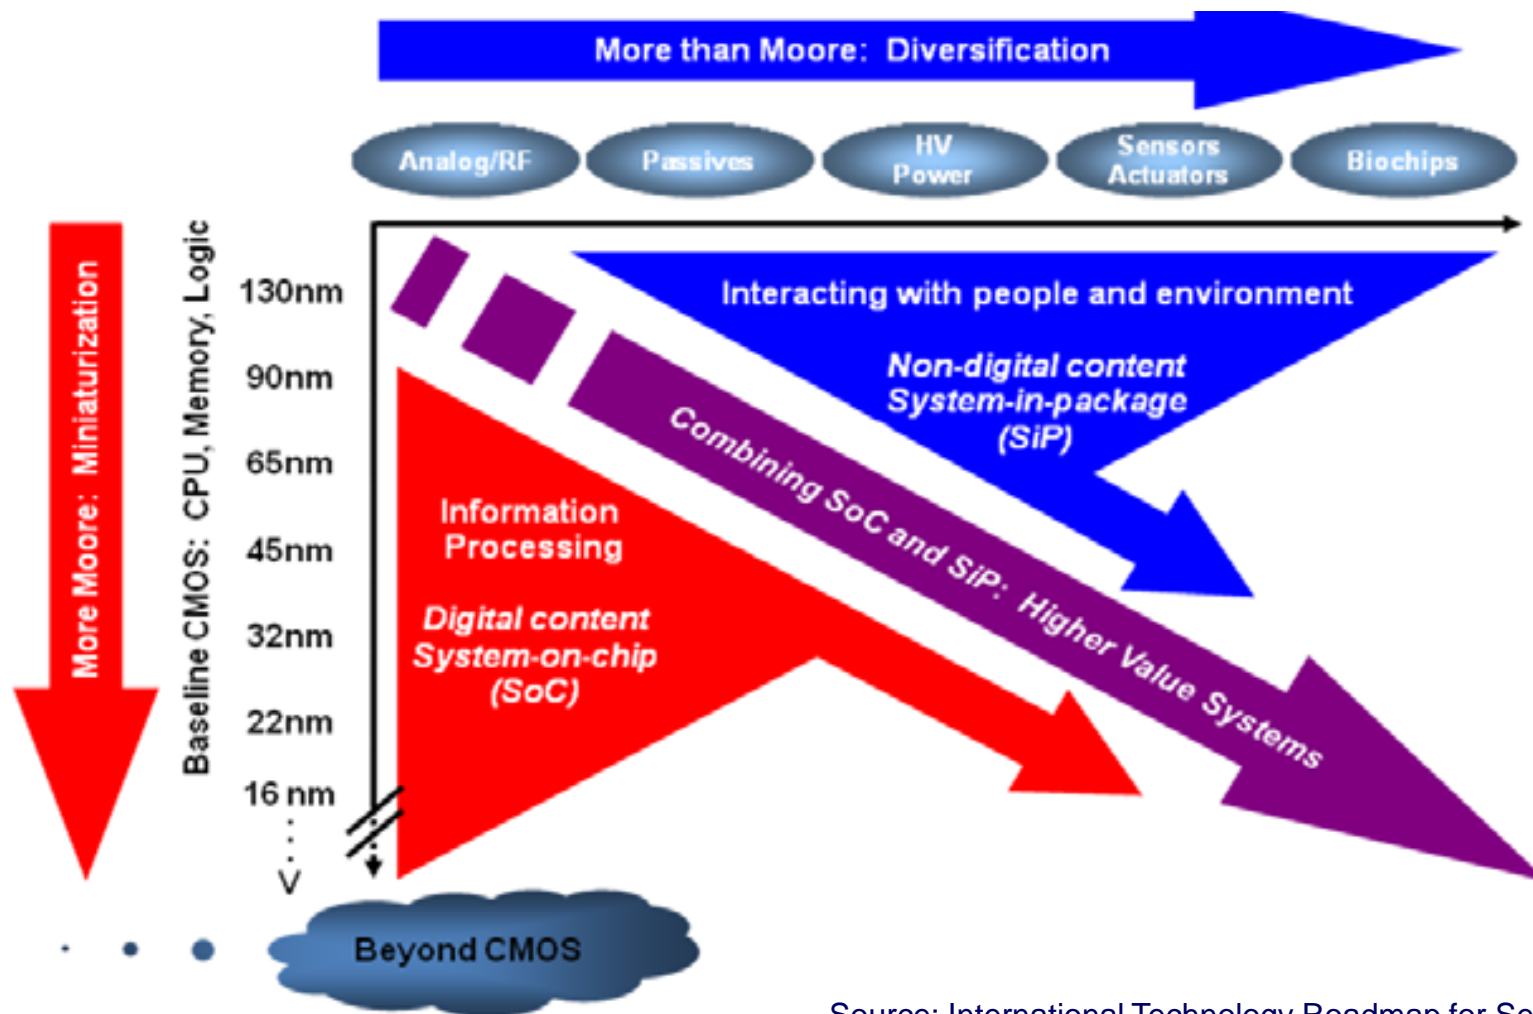 More than Moore: Diversification
Analog/RF
Passives
HV
Power
Sensors
Actuators
Biochips
More Moore: Miniaturization
Baseline CMOS: CPU, Memory, Logic
130nm
90nm
65nm
45nm
32nm
22nm
16 nm
V
Interacting with people and environment
Non-digital content
System-in-package
(SiP)
Combining SoC and SiP: Higher Value Systems
Information
Processing
Digital content
System-on-chip
(SoC)
Beyond CMOS
Source: International Technology Roadmap for